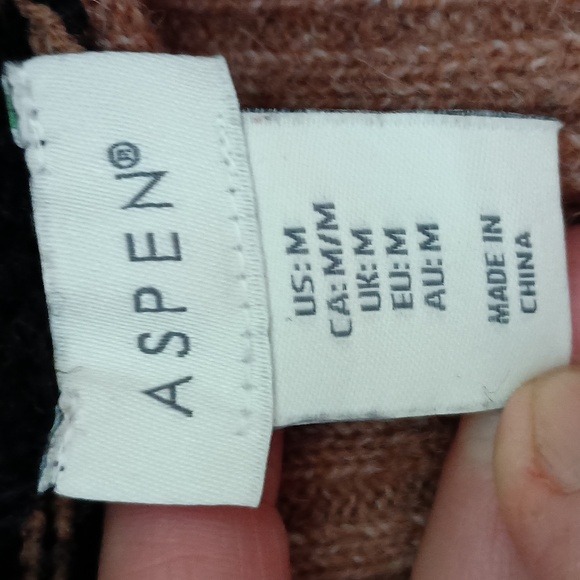 ASPEN®
US: M
CA: M/M
UK: M
EU: M
AU: M
MADE IN
CHINA